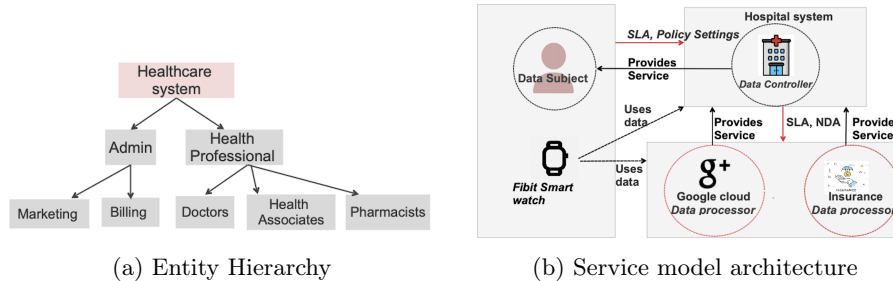 Healthcare
system
Admin
Health
Professional
Marketing
Billing
Doctors
Health
Associates
Pharmacists
(a) Entity Hierarchy
Hospital system
SLA, Policy Settings
Provides
Service
Data Subject
Data Controller
Uses
data
Provides
Service
SLA, NDA
Provides
Service
Uses
data
Fibit Smart
watch
g+
Google cloud
Data processor
INSURANCE
Insurance
Data processor
(b) Service model architecture